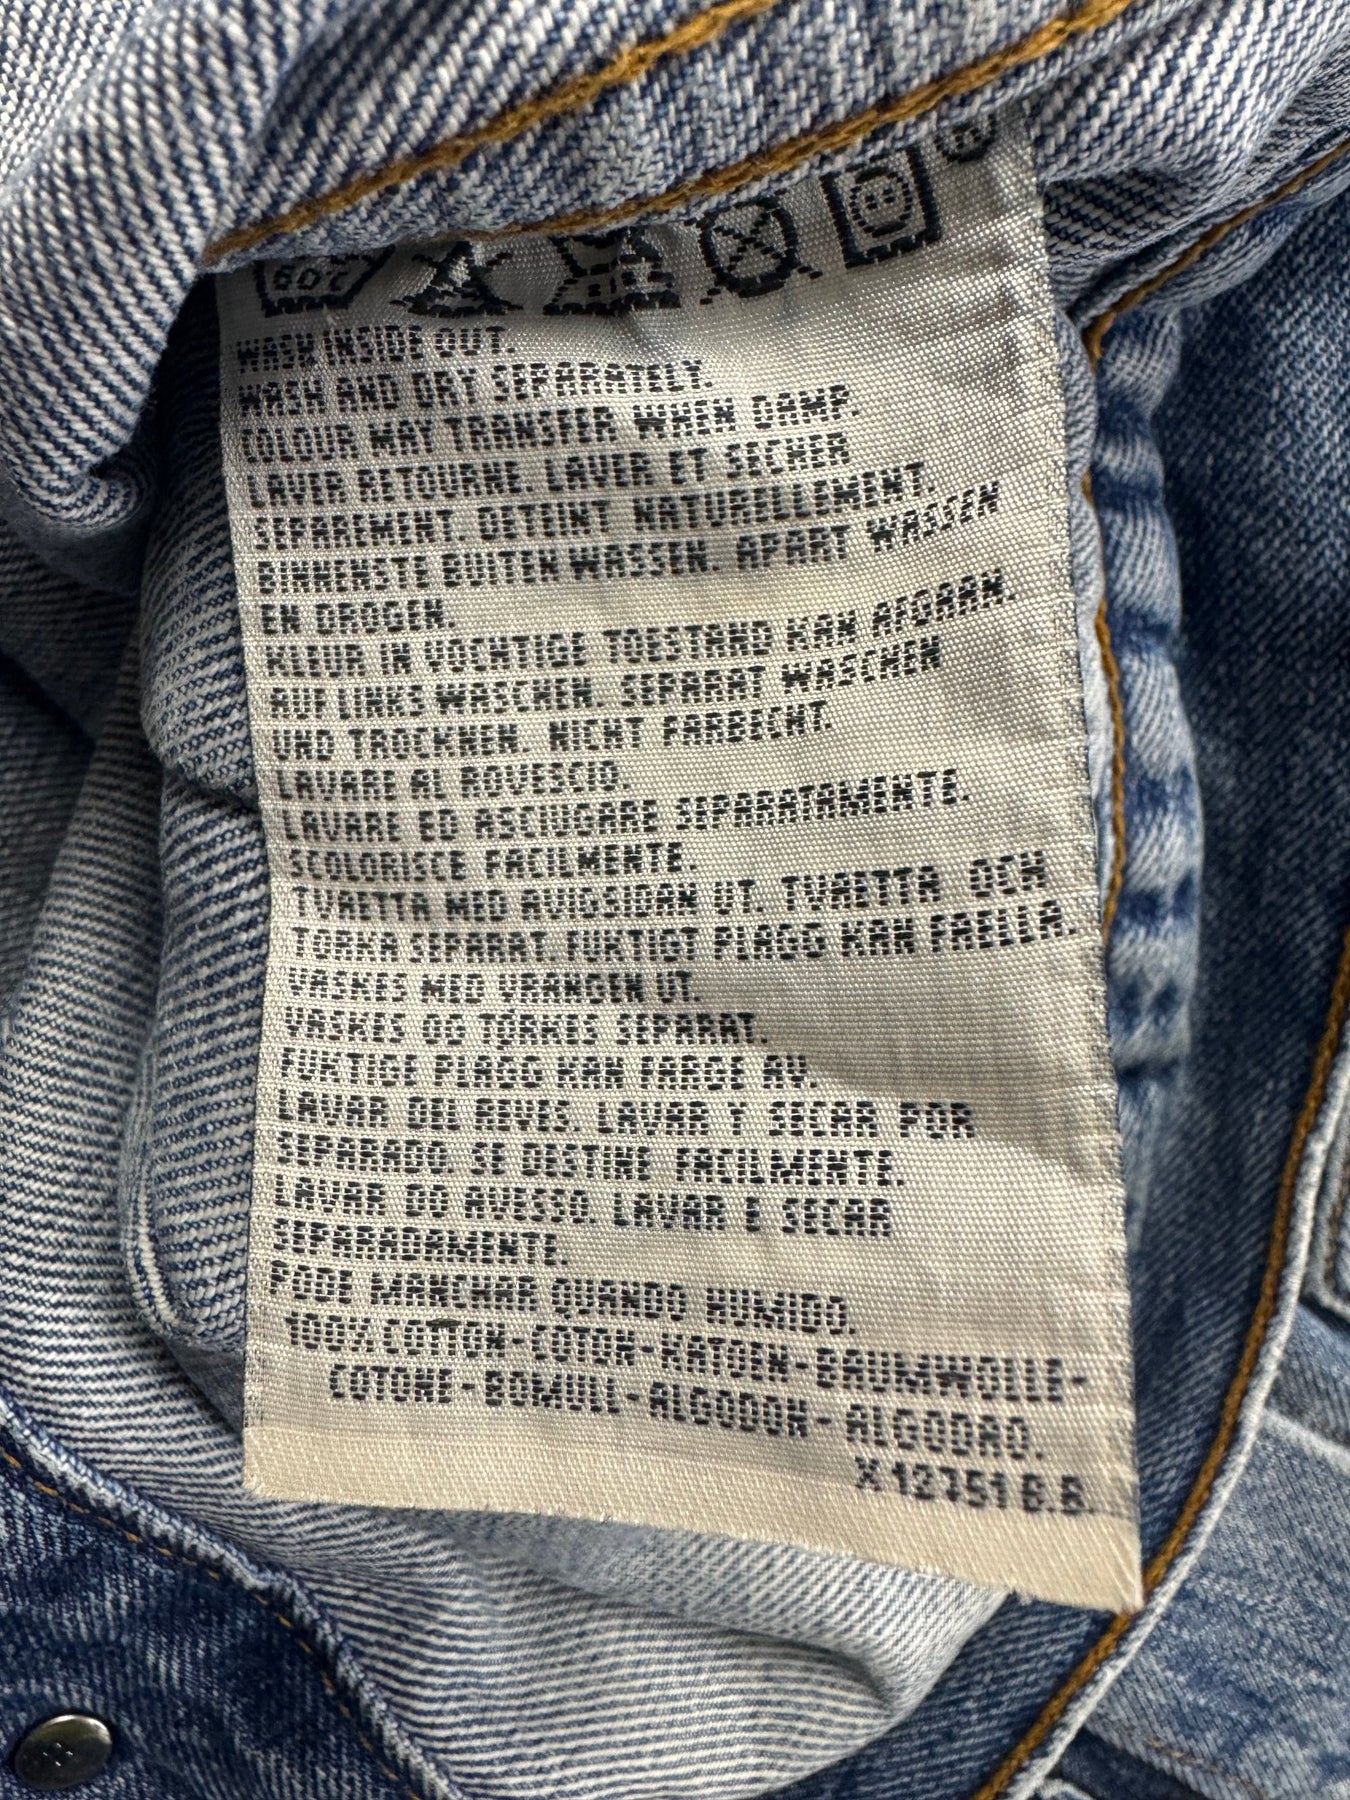 60°C
WASH INSIDE OUT.
WASH AND DRY SEPARATELY.
COLOUR MAY TRANSFER WHEN DAMP.
LAVER RETOURNE. LAVER ET SECHER
SEPAREMENT. DETEINT NATURELLEMENT.
BINNENSTE BUITEN WASSEN. APART WASSEN
EN DROGEN.
KLEUR IN VOCHTIGE TOESTAND KAN AFGAAN.
AUF LINKS WASCHEN. SEPARAT WASCHEN
UND TROCKNEN. NICHT FARBECHT.
LAVARE AL ROVESCIO.
LAVARE ED ASCIUGARE SEPARATAMENTE.
SCOLORISCE FACILMENTE.
TVAETTA MED AVIGSIDAN UT. TVAETTA OCH
TORKA SEPARAT. FUKTIGT PLAGG KAN FAELLA.
VASKES MED VRANGEN UT.
VASKES OG TØRKES SEPARAT.
FUKTIGE PLAGG KAN FARGE AV.
LAVAR DEL REVES. LAVAR Y SECAR POR
SEPARADO. SE DESTINE FACILMENTE.
LAVAR DO AVESSO. LAVAR E SECAR
SEPARADAMENTE.
PODE MANCHAR QUANDO HUMIDO.
100% COTTON-COTON-KATOEN-BAUMWOLLE-
COTONE-BOMULL-ALGODON-ALGODAO.
X127516.6.